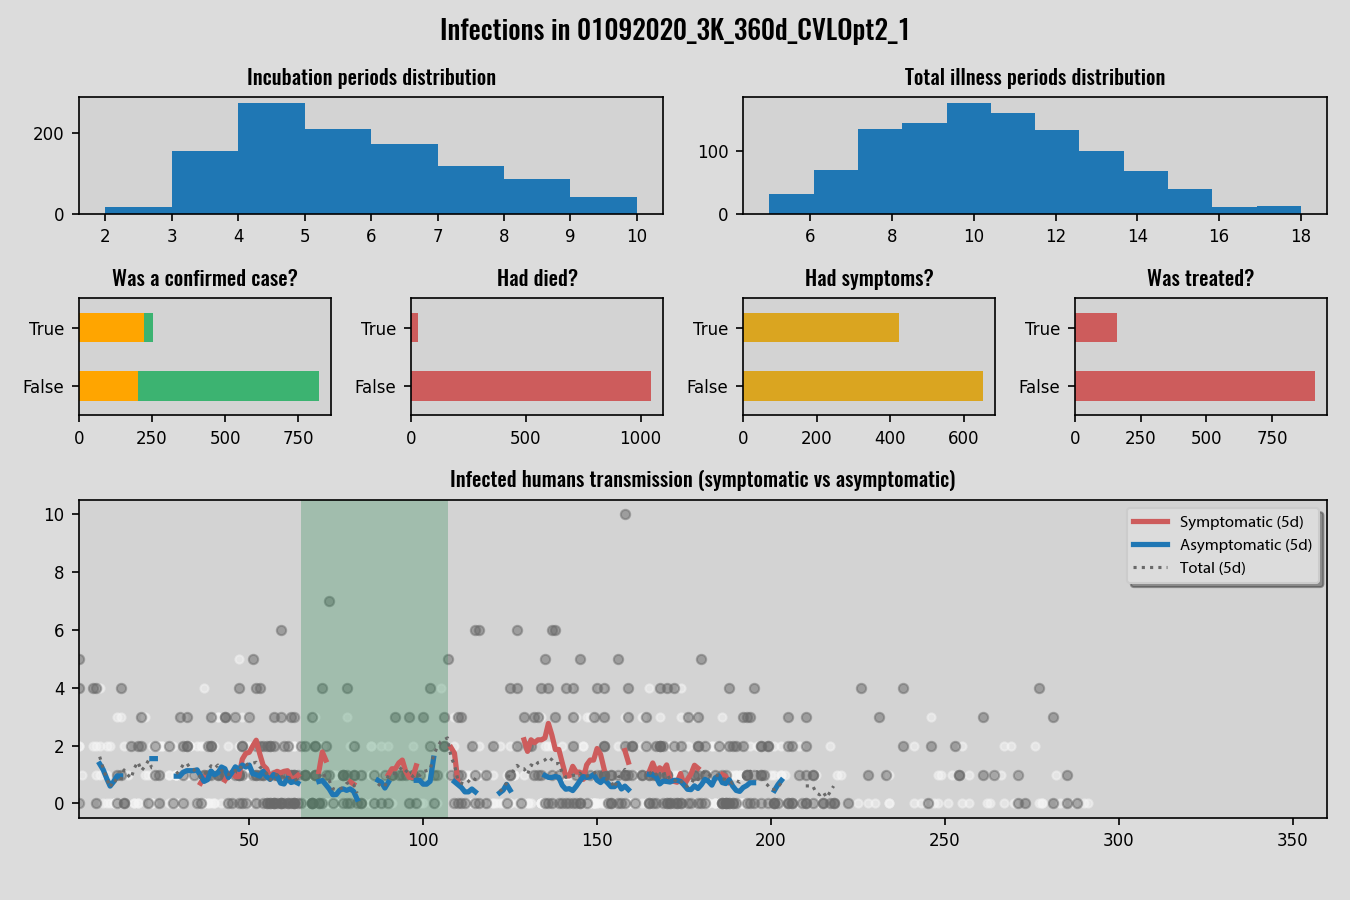 Infections in 01092020_3K_360d_CVLOpt2_1
Incubation periods distribution
Total illness periods distribution
200
0
2 3 4 5 6 7 8 9 10
100
0
6 8 10 12 14 16 18
Was a confirmed case?
Had died?
Had symptoms?
Was treated?
True
False
0 250 500 750
True
False
0 500 1000
True
False
0 200 400 600
True
False
0 250 500 750
Infected humans transmission (symptomatic vs asymptomatic)
10
8
6
4
2
0
Symptomatic (5d)
Asymptomatic (5d)
Total (5d)
50 100 150 200 250 300 350